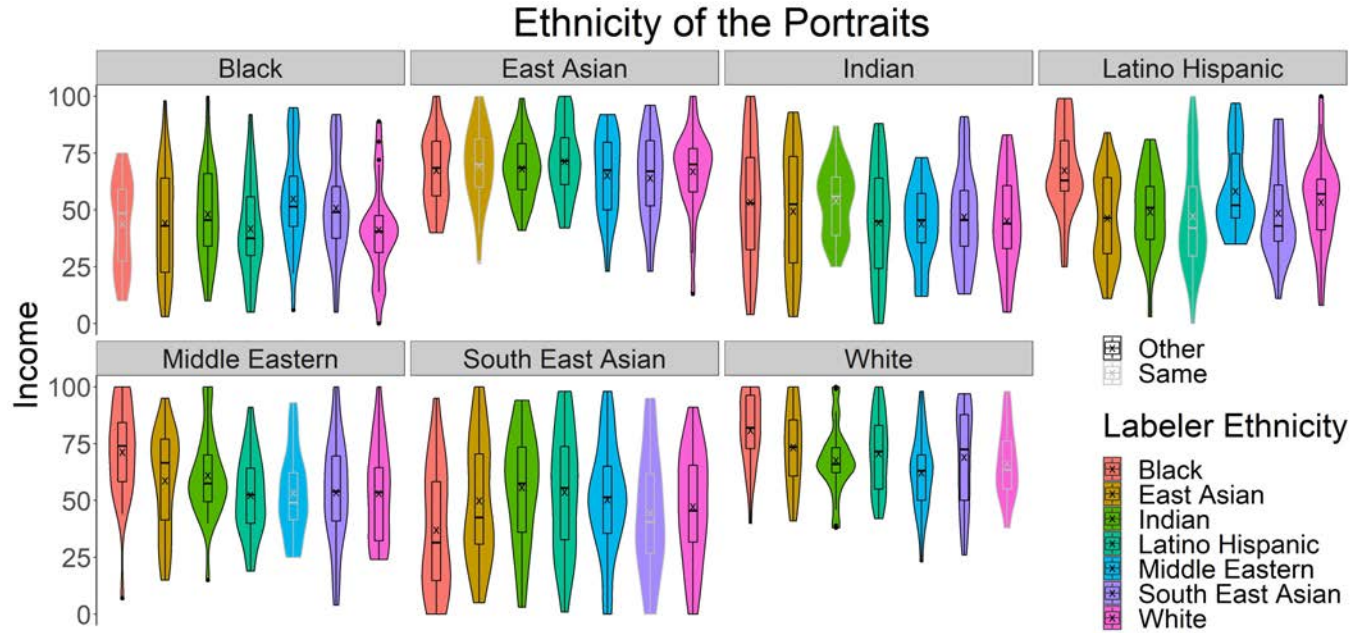 Ethnicity of the Portraits
Black
East Asian
Indian
Latino Hispanic
100
75
50
25
0
Income
Middle Eastern
South East Asian
White
100
75
50
25
0
Other
Same
Labeler Ethnicity
Black
East Asian
Indian
Latino Hispanic
Middle Eastern
South East Asian
White